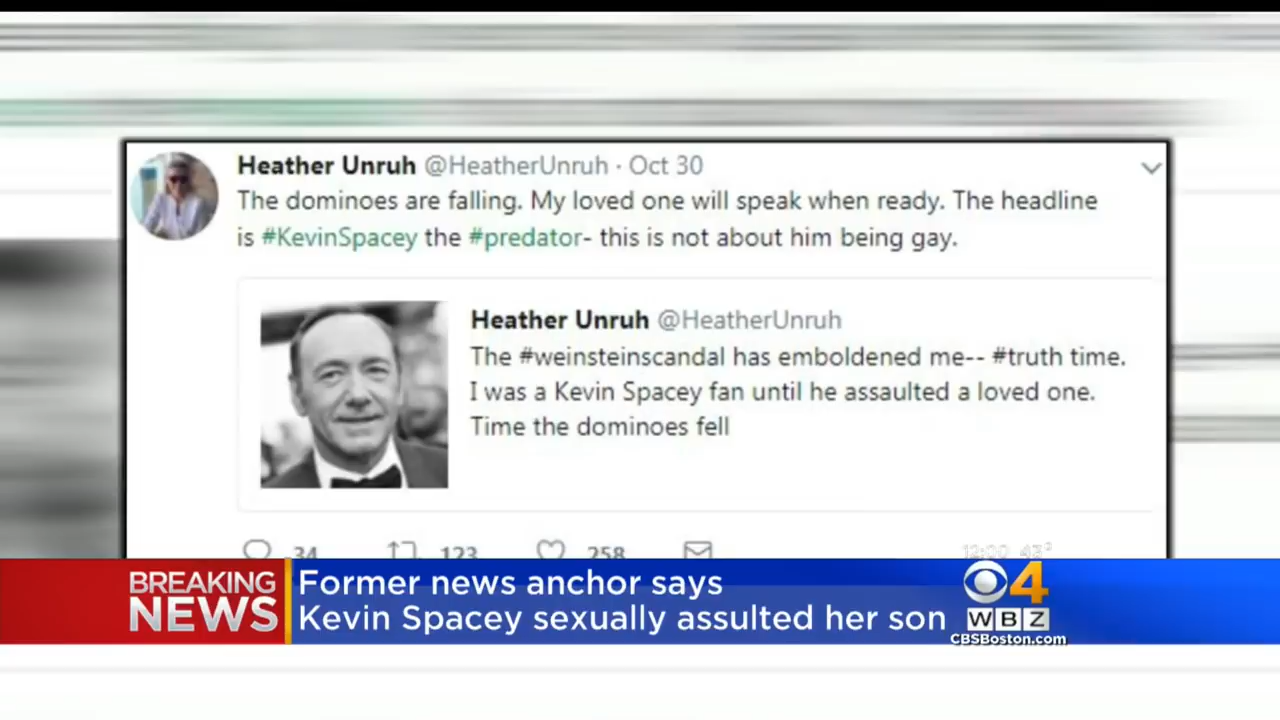 Heather Unruh @HeatherUnruh · Oct 30
The dominoes are falling. My loved one will speak when ready. The headline
is #KevinSpacey the #predator- this is not about him being gay.
Heather Unruh @HeatherUnruh
The #weinsteinscandal has emboldened me-- #truth time.
I was a Kevin Spacey fan until he assaulted a loved one.
Time the dominoes fell
34 123 258
12:00 43°
BREAKING
NEWS
Former news anchor says
Kevin Spacey sexually assulted her son
4
WBZ
CBSBoston.com